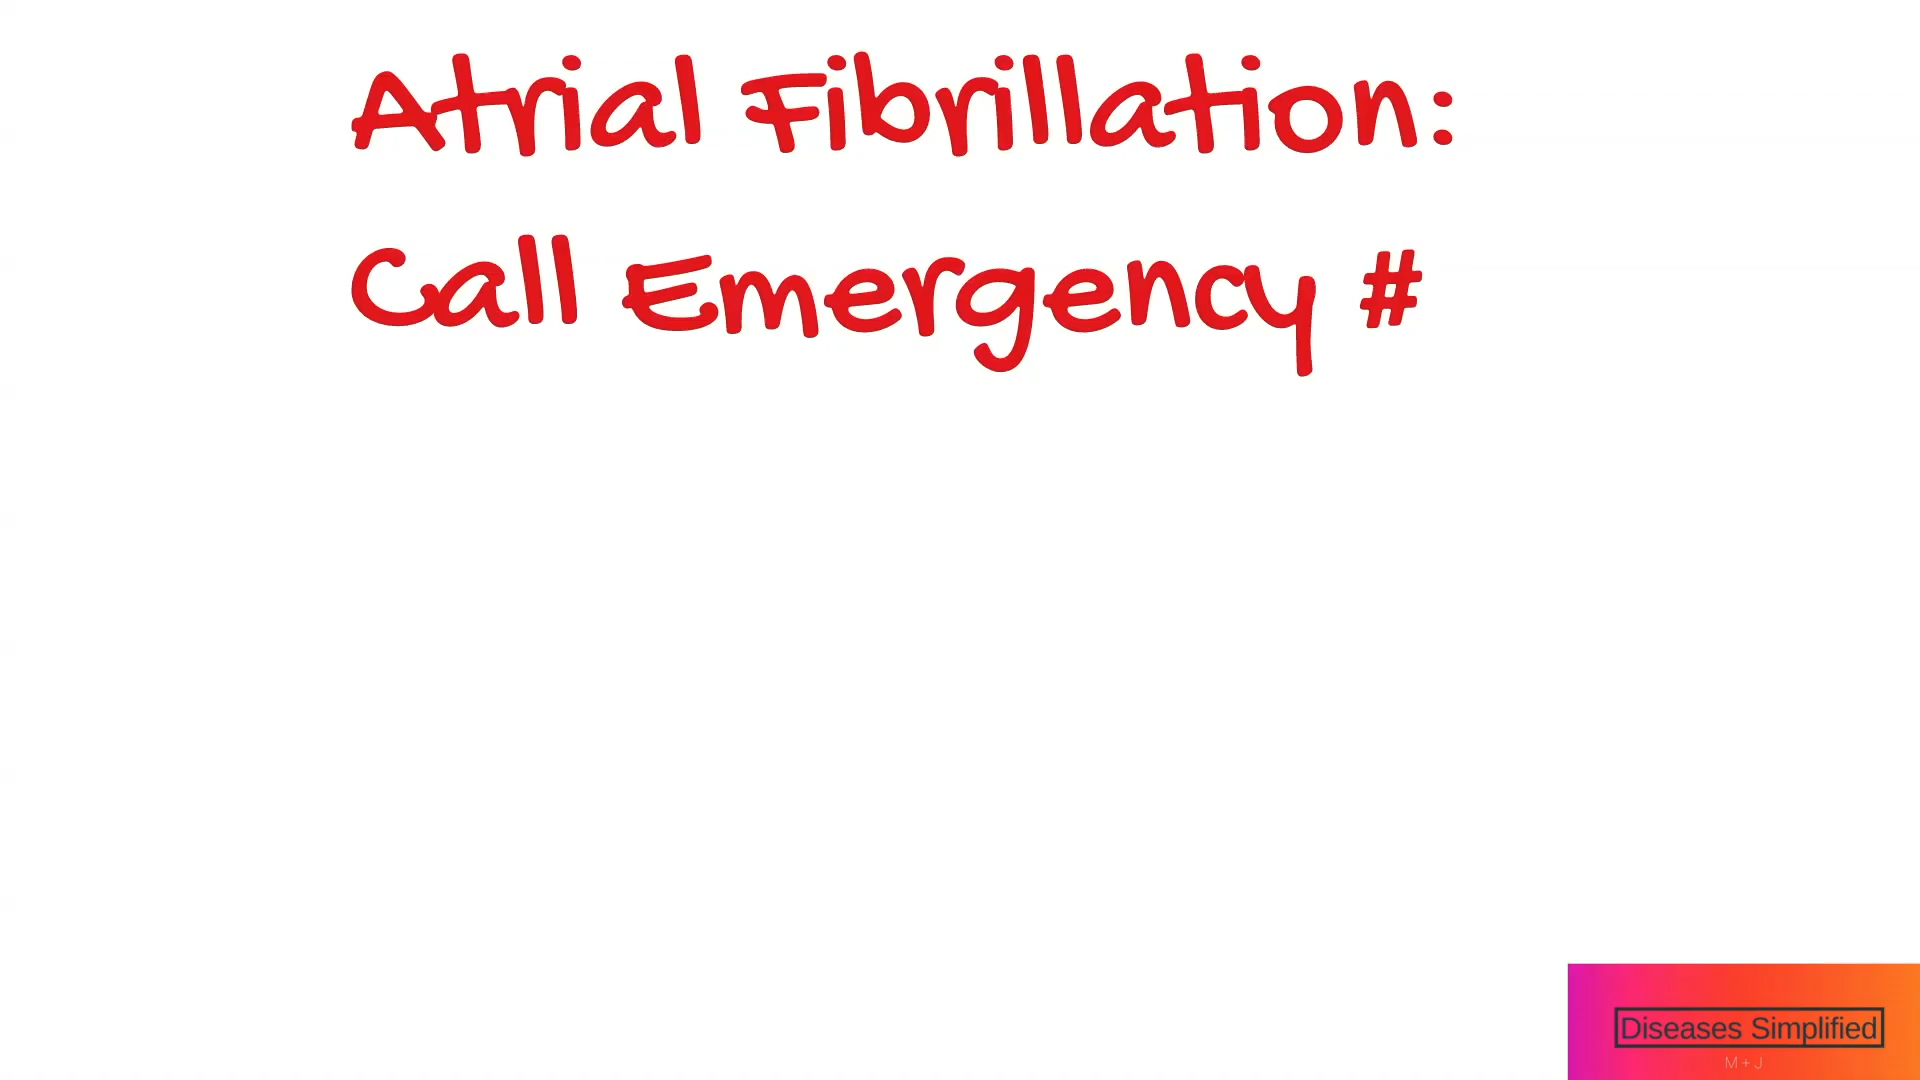 Atrial Fibrillation:
Call Emergency #
Diseases Simplified
M + J